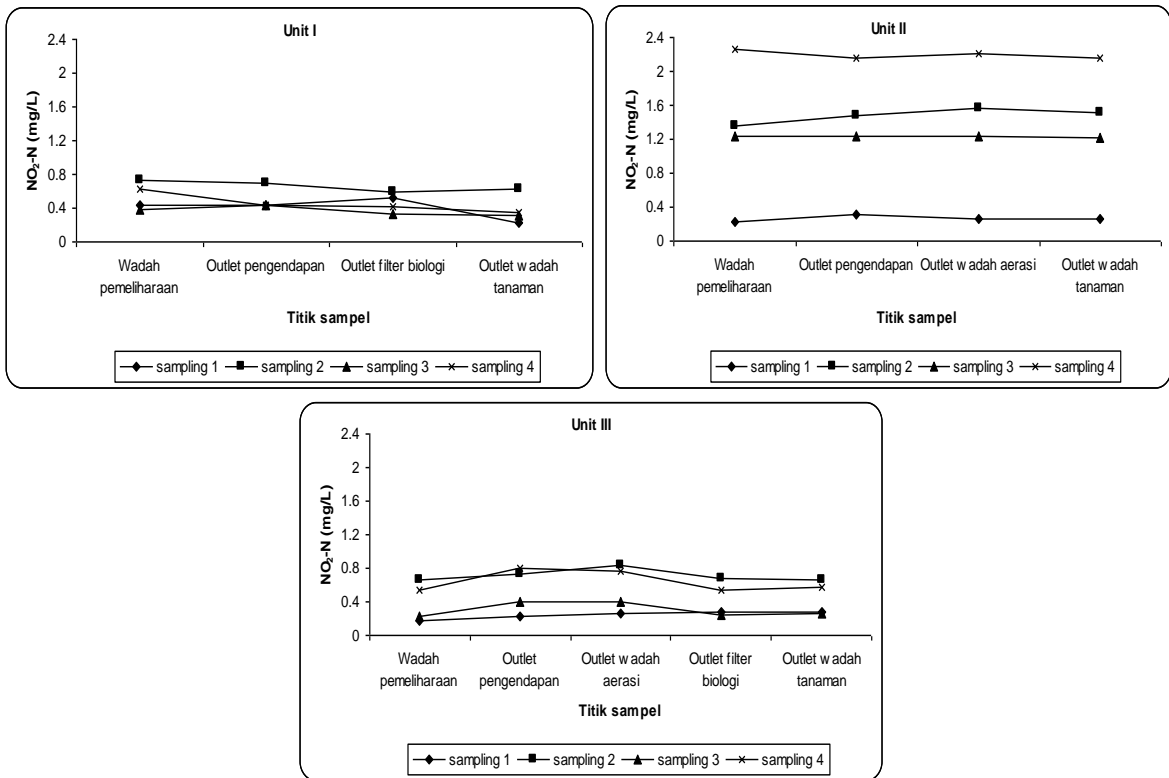 Unit I
2.4
2
1.6
1.2
0.8
0.4
0
NO₂-N (mg/L)
Wadah pemeliharaan
Outlet pengendapan
Outlet filter biologi
Outlet wadah tanaman
Titik sampel
sampling 1
sampling 2
sampling 3
sampling 4
Unit II
2.4
2
1.6
1.2
0.8
0.4
0
NO₂-N (mg/L)
Wadah pemeliharaan
Outlet pengendapan
Outlet wadah aerasi
Outlet wadah tanaman
Titik sampel
sampling 1
sampling 2
sampling 3
sampling 4
Unit III
2.4
2
1.6
1.2
0.8
0.4
0
NO₂-N (mg/L)
Wadah pemeliharaan
Outlet pengendapan
Outlet wadah aerasi
Outlet filter biologi
Outlet wadah tanaman
Titik sampel
sampling 1
sampling 2
sampling 3
sampling 4